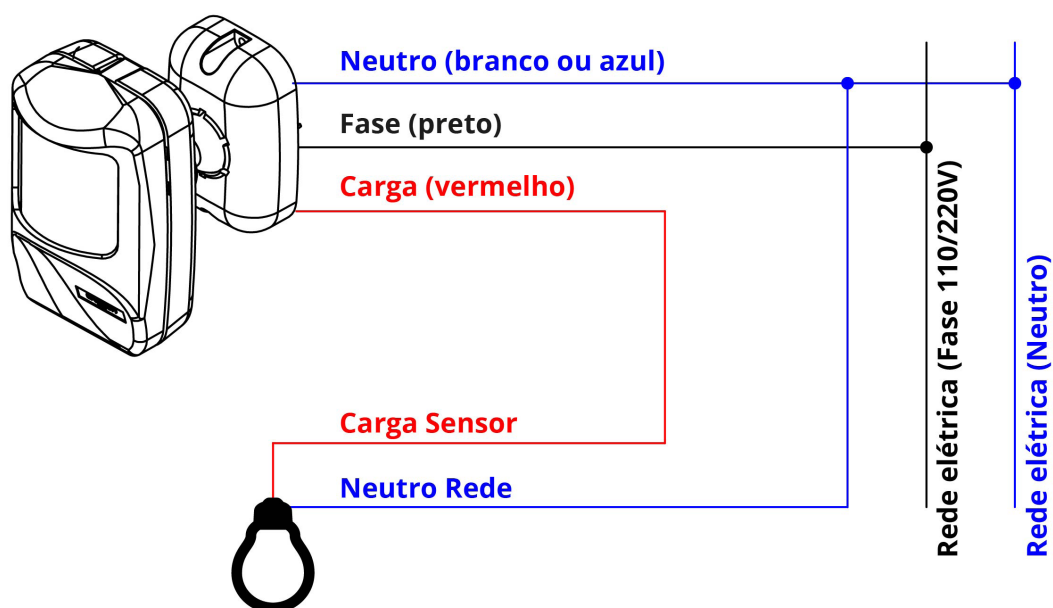 Neutro (branco ou azul)
Fase (preto)
Carga (vermelho)
Carga Sensor
Neutro Rede
Rede elétrica (Fase 110/220V)
Rede elétrica (Neutro)